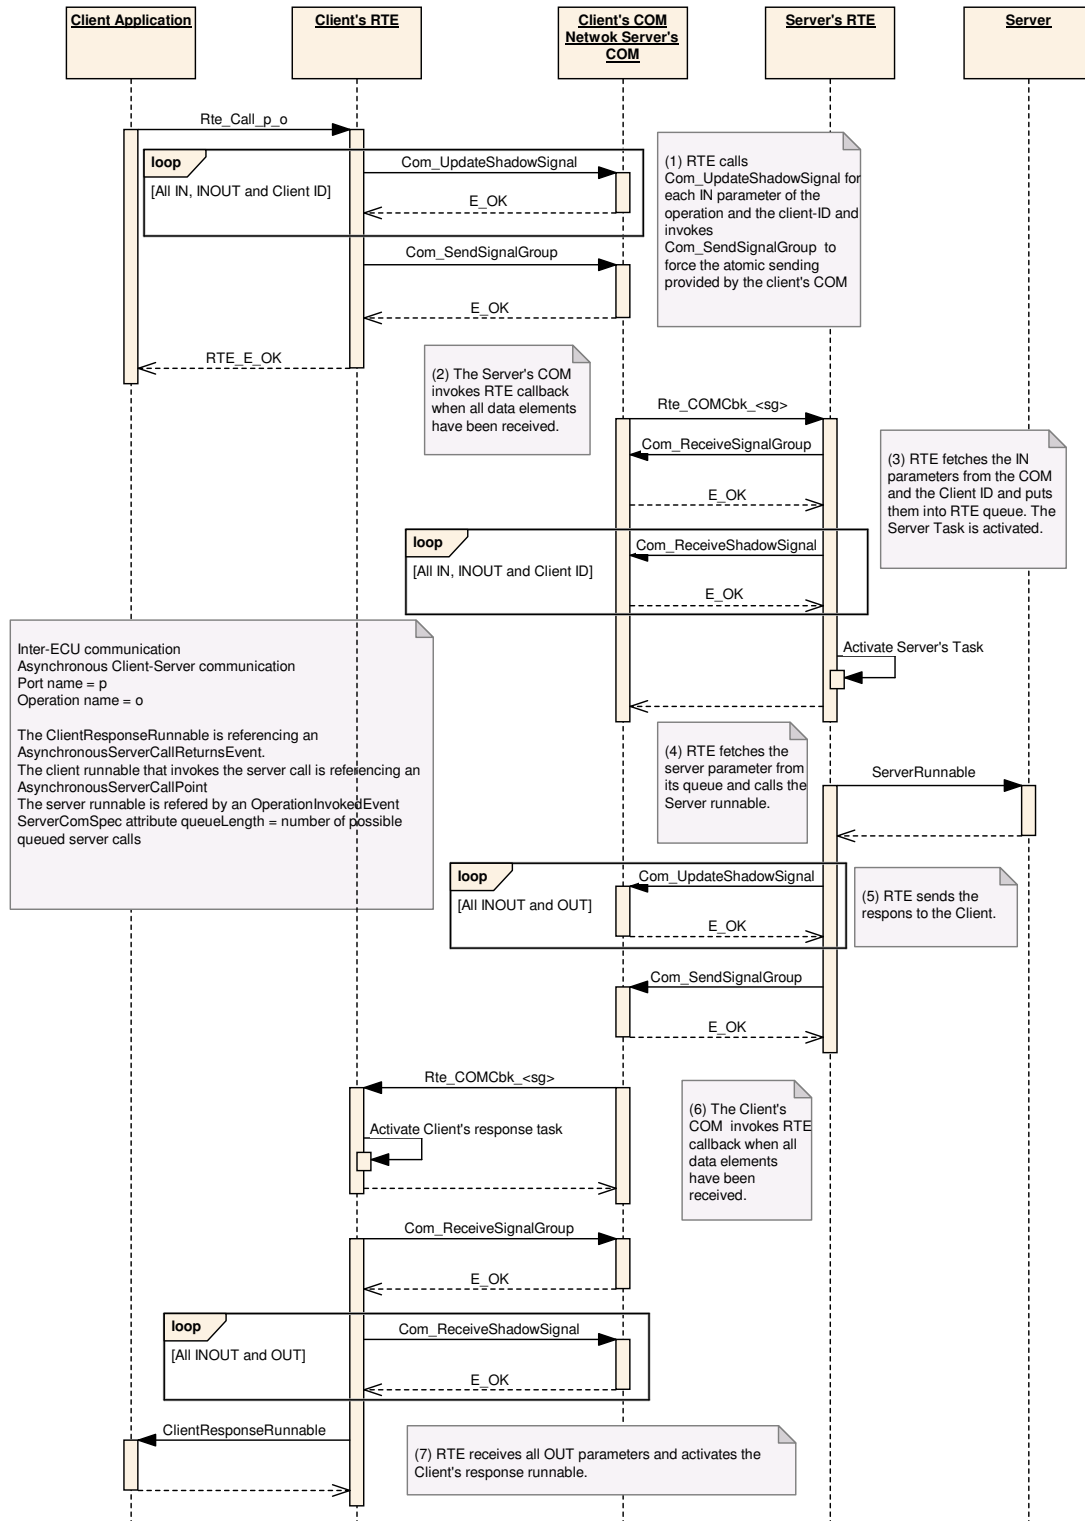 Client Application
Client's RTE
Client's COM
Netwok Server's
COM
Server's RTE
Server
Rte_Call_p_o
loop
[All IN, INOUT and Client ID]
Com_UpdateShadowSignal
E_OK
Com_SendSignalGroup
E_OK
RTE_E_OK
(1) RTE calls
Com_UpdateShadowSignal for
each IN parameter of the
operation and the client-ID and
invokes
Com_SendSignalGroup to
force the atomic sending
provided by the client's COM
(2) The Server's COM
invokes RTE callback
when all data elements
have been received.
Rte_COMCbk_<sg>
Com_ReceiveSignalGroup
E_OK
(3) RTE fetches the IN
parameters from the COM
and the Client ID and puts
them into RTE queue. The
Server Task is activated.
loop
[All IN, INOUT and Client ID]
Com_ReceiveShadowSignal
E_OK
Activate Server's Task
Inter-ECU communication
Asynchronous Client-Server communication
Port name = p
Operation name = o
The ClientResponseRunnable is referencing an
AsynchronousServerCallReturnsEvent.
The client runnable that invokes the server call is referencing an
AsynchronousServerCallPoint
The server runnable is refered by an OperationInvokedEvent
ServerComSpec attribute queueLength = number of possible
queued server calls
(4) RTE fetches the
server parameter from
its queue and calls the
Server runnable.
ServerRunnable
loop
[All INOUT and OUT]
Com_UpdateShadowSignal
E_OK
(5) RTE sends the
respons to the Client.
Com_SendSignalGroup
E_OK
Rte_COMCbk_<sg>
Activate Client's response task
(6) The Client's
COM invokes RTE
callback when all
data elements
have been
received.
Com_ReceiveSignalGroup
E_OK
loop
[All INOUT and OUT]
Com_ReceiveShadowSignal
E_OK
ClientResponseRunnable
(7) RTE receives all OUT parameters and activates the
Client's response runnable.